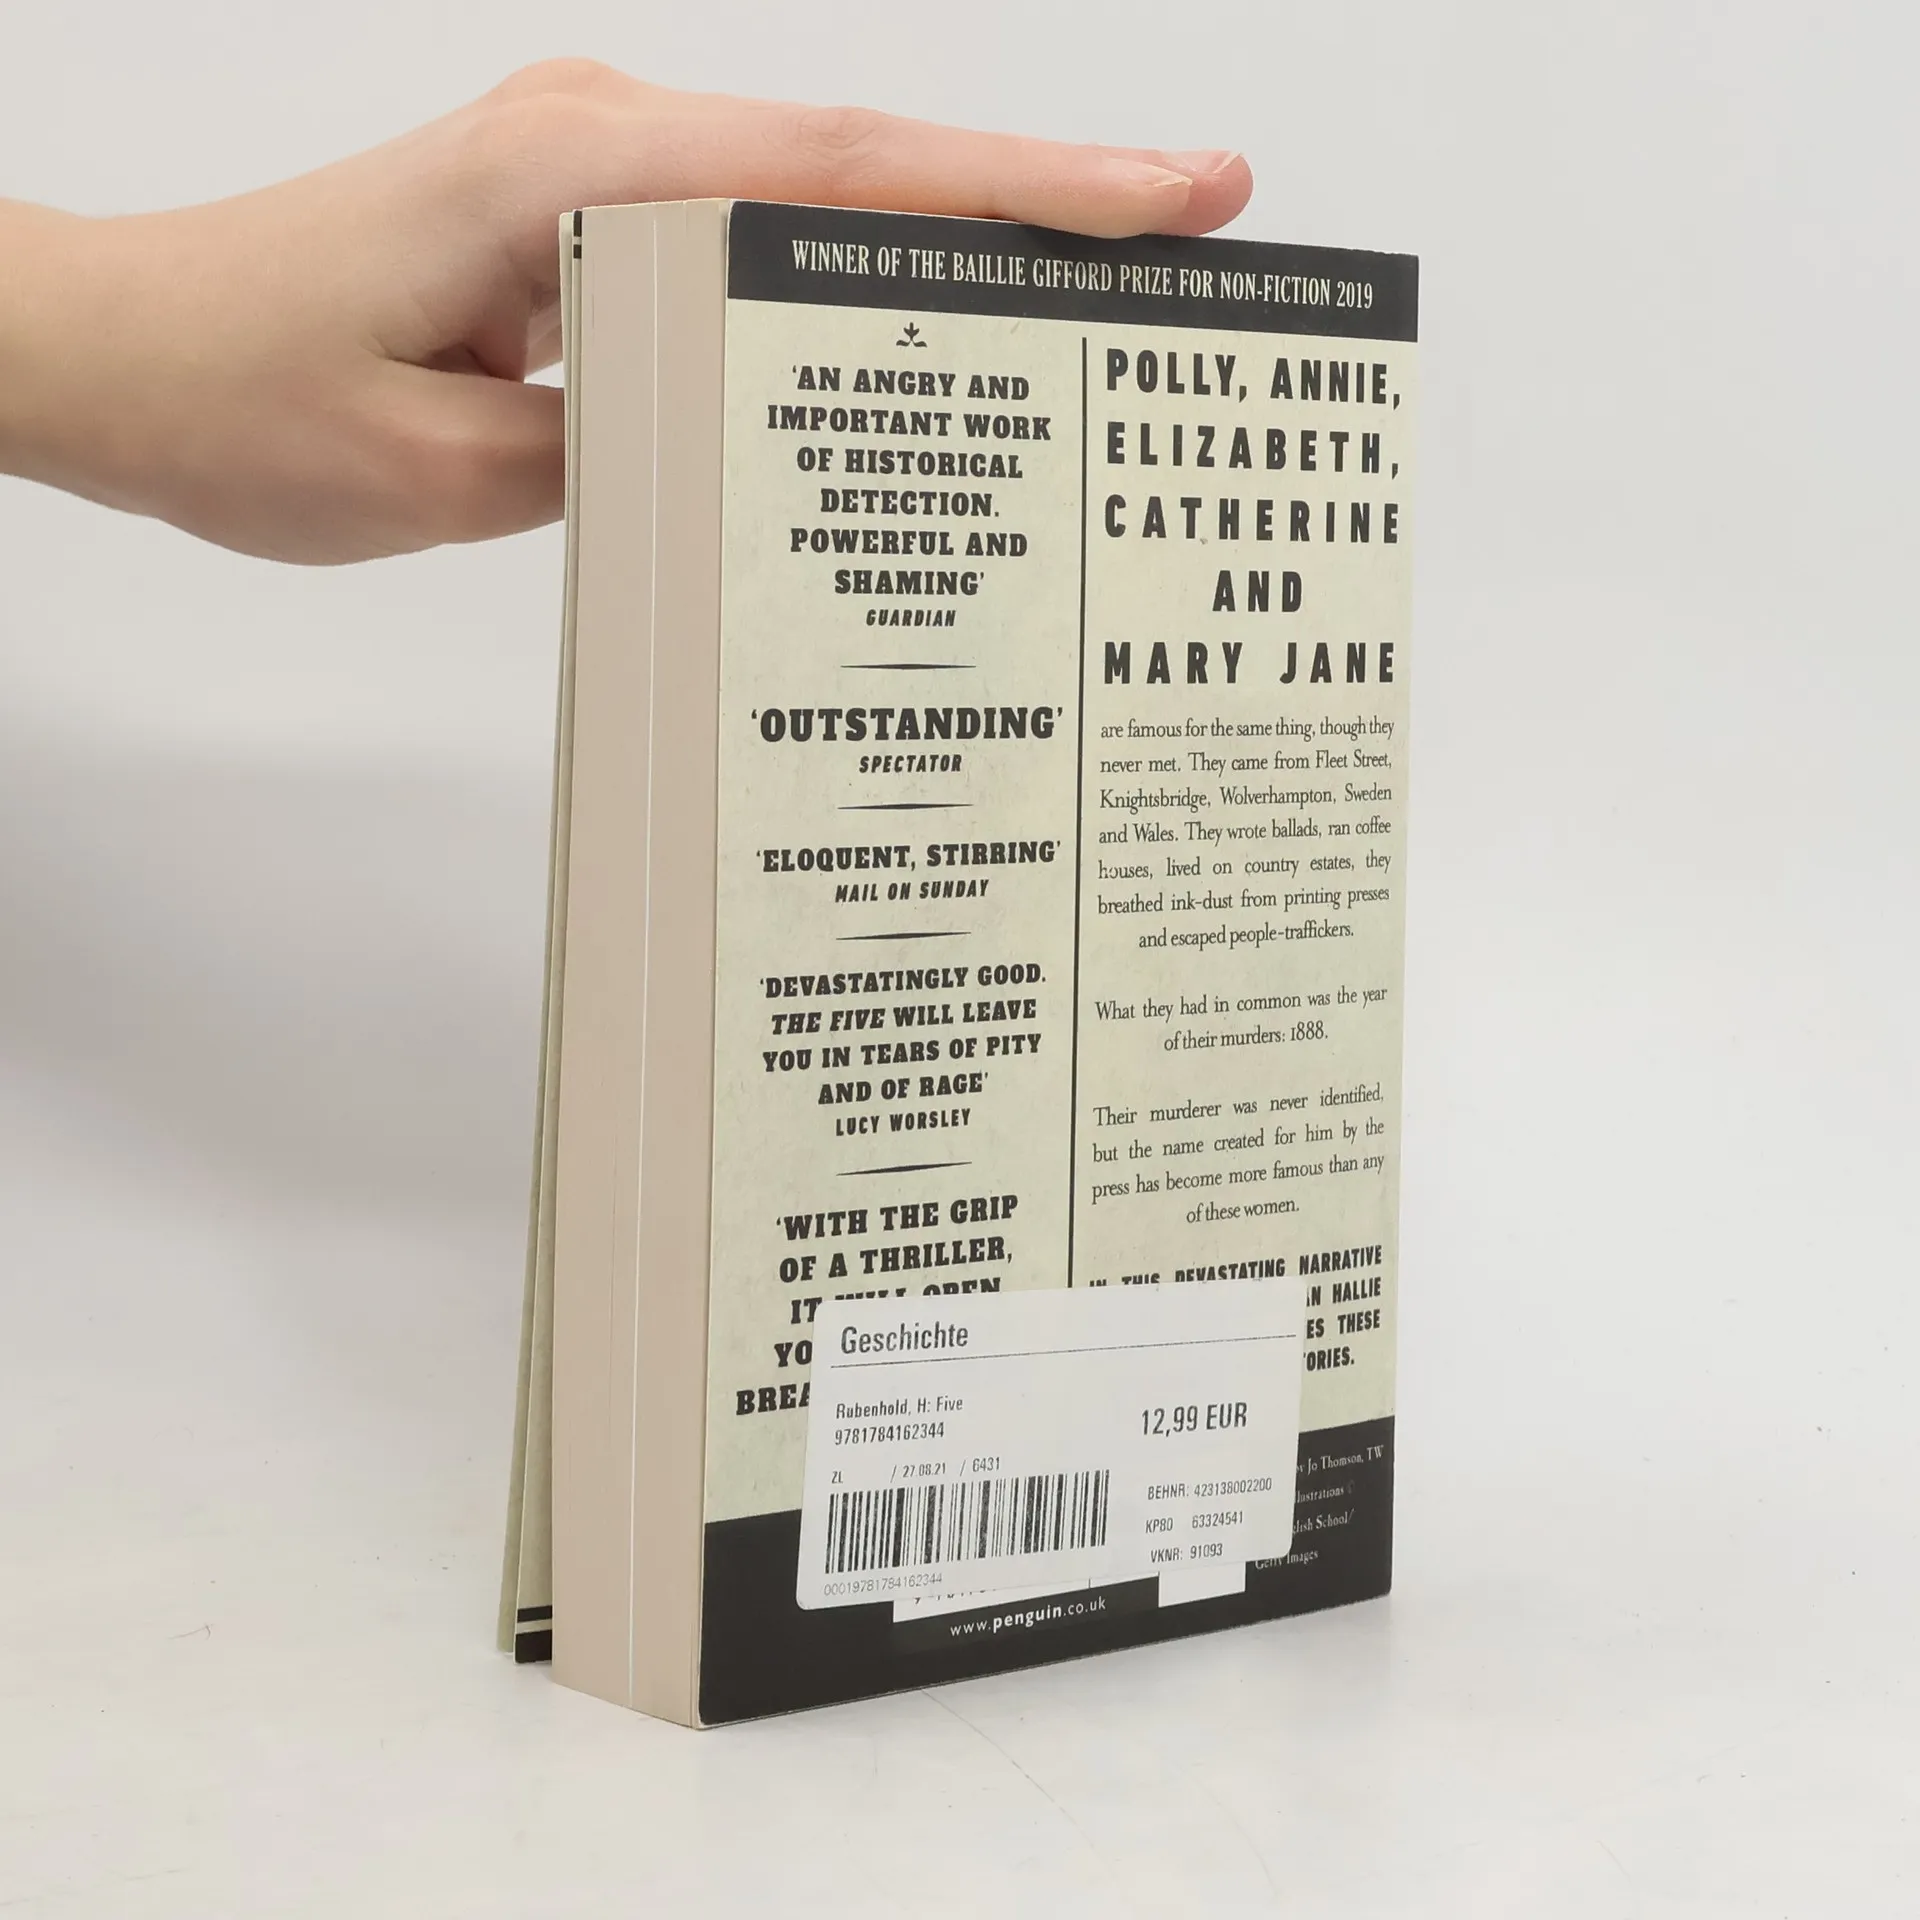 WINNER OF THE BAILLIE GIFFORD PRIZE FOR NON-FICTION 2019
‘AN ANGRY AND
IMPORTANT WORK
OF HISTORICAL
DETECTION.
POWERFUL AND
SHAMING’
GUARDIAN
‘OUTSTANDING’
SPECTATOR
‘ELOQUENT, STIRRING’
MAIL ON SUNDAY
‘DEVASTATINGLY GOOD.
THE FIVE WILL LEAVE
YOU IN TEARS OF PITY
AND OF RAGE’
LUCY WORSLEY
‘WITH THE GRIP
OF A THRILLER,
IT WILL OPEN
POLLY, ANNIE,
ELIZABETH,
CATHERINE
AND
MARY JANE
are famous for the same thing, though they
never met. They came from Fleet Street,
Knightsbridge, Wolverhampton, Sweden
and Wales. They wrote ballads, ran coffee
houses, lived on country estates, they
breathed ink-dust from printing presses
and escaped people-traffickers.
What they had in common was the year
of their murders: 1888.
Their murderer was never identified,
but the name created for him by the
press has become more famous than any
of these women.
IN THIS DEVASTATING NARRATIVE
HALLIE
THESE
Geschichte
Rubenhold, H: Five
9781784162344
12,99 EUR
ZL / 27.08.21 / 6431
BEHNR: 423138002200
KP80 63324541
VKNR: 91093
00019781784162344
Jo Thomson, TW
School/
Getty Images
www.penguin.co.uk